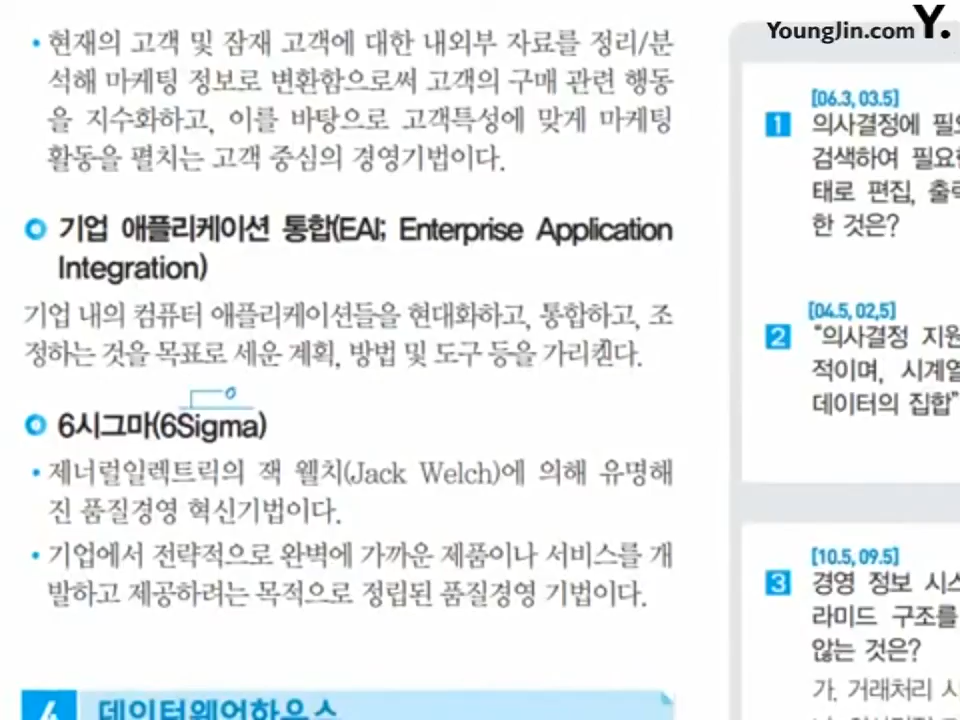 • 현재의 고객 및 잠재 고객에 대한 내외부 자료를 정리/분
석해 마케팅 정보로 변환함으로써 고객의 구매 관련 행동
을 지수화하고, 이를 바탕으로 고객특성에 맞게 마케팅
활동을 펼치는 고객 중심의 경영기법이다.
기업 애플리케이션 통합(EAI; Enterprise Application
Integration)
기업 내의 컴퓨터 애플리케이션들을 현대화하고, 통합하고, 조
정하는 것을 목표로 세운 계획, 방법 및 도구 등을 가리킨다.
6시그마(6Sigma)
• 제너럴일렉트릭의 잭 웰치(Jack Welch)에 의해 유명해
진 품질경영 혁신기법이다.
• 기업에서 전략적으로 완벽에 가까운 제품이나 서비스를 개
발하고 제공하려는 목적으로 정립된 품질경영 기법이다.
4 데이터웨어하우스
YoungJin.com Y.
[06.3, 03.5]
1 의사결정에 필요
검색하여 필요한
태로 편집, 출력
한 것은?
[04.5, 02.5]
2 "의사결정 지원
적이며, 시계열
데이터의 집합"
[10.5, 09.5]
3 경영 정보 시스
라미드 구조를
않는 것은?
가. 거래처리 시